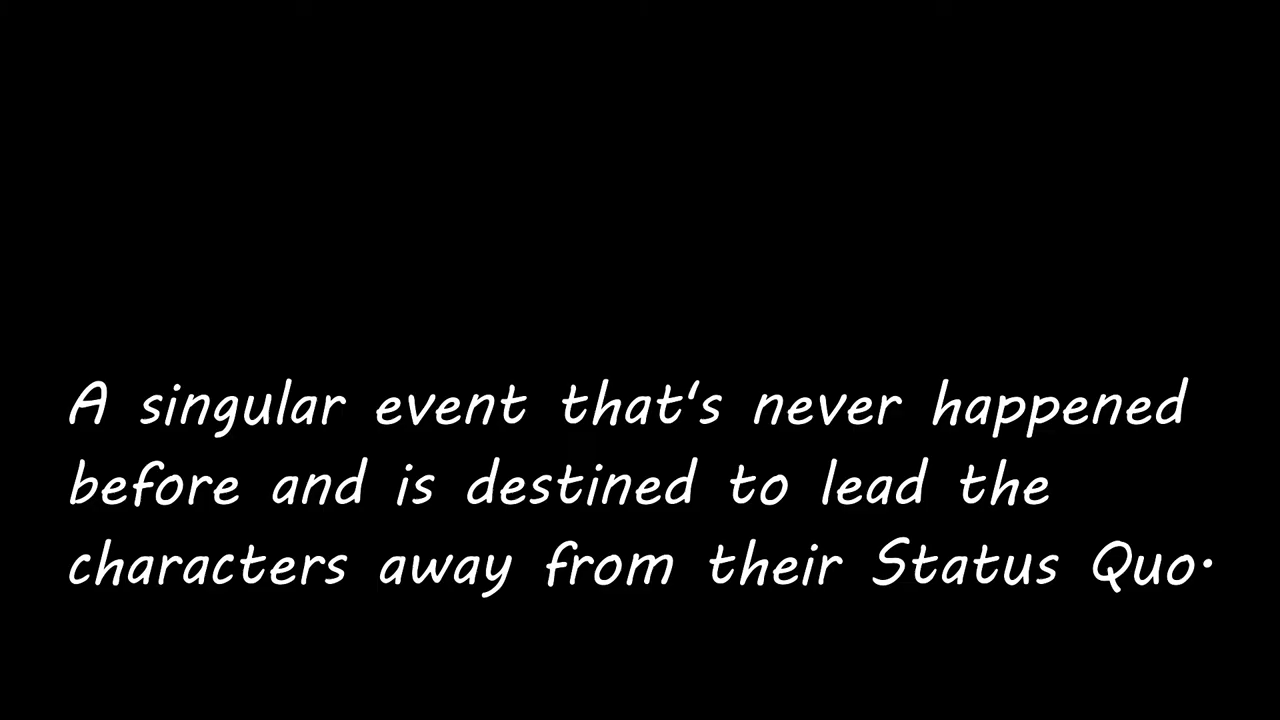 A singular event that's never happened
before and is destined to lead the
characters away from their Status Quo.